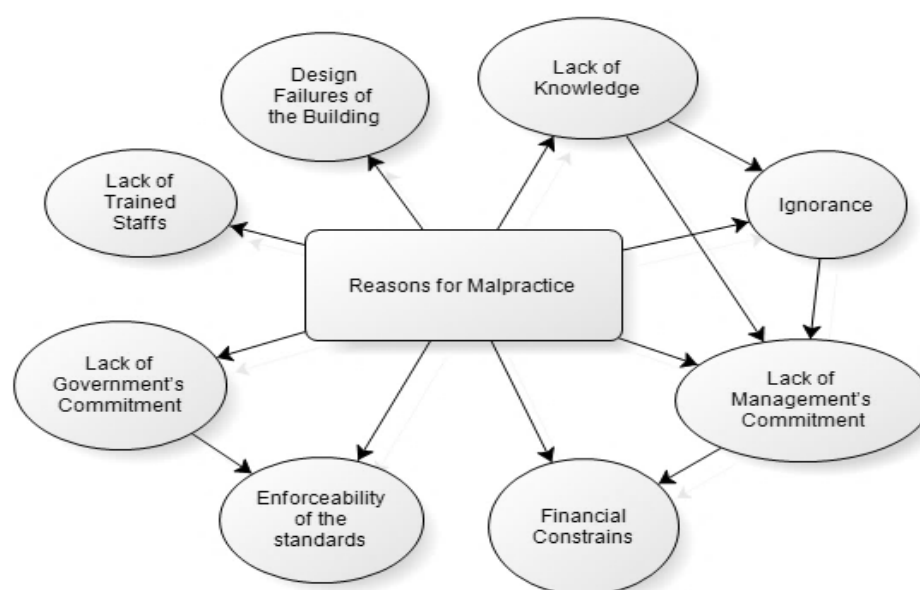 Design
Failures of
the Building
Lack of
Knowledge
Lack of
Trained
Staffs
Ignorance
Reasons for Malpractice
Lack of
Government's
Commitment
Lack of
Management's
Commitment
Enforceability
of the
standards
Financial
Constrains